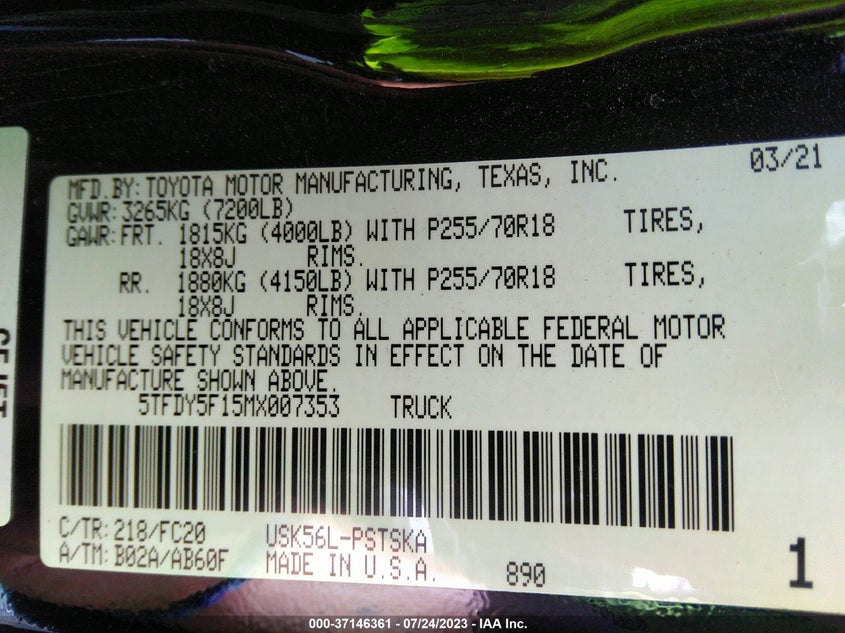 03/21
MFD.BY:TOYOTA MOTOR MANUFACTURING, TEXAS, INC.
GVWR:3265KG (7200LB)
GAWR:FRT. 1815KG (4000LB) WITH P255/70R18 TIRES,
18X8J RIMS.
RR. 1880KG (4150LB) WITH P255/70R18 TIRES,
18X8J RIMS.
THIS VEHICLE CONFORMS TO ALL APPLICABLE FEDERAL MOTOR
VEHICLE SAFETY STANDARDS IN EFFECT ON THE DATE OF
MANUFACTURE SHOWN ABOVE.
5TFDY5F15MX007353 TRUCK
C/TR:218/FC20 USK56L-PSTSKA
A/TM:B02A/AB60F MADE IN U.S.A. 890
1
000-37146361 - 07/24/2023 - IAA Inc.